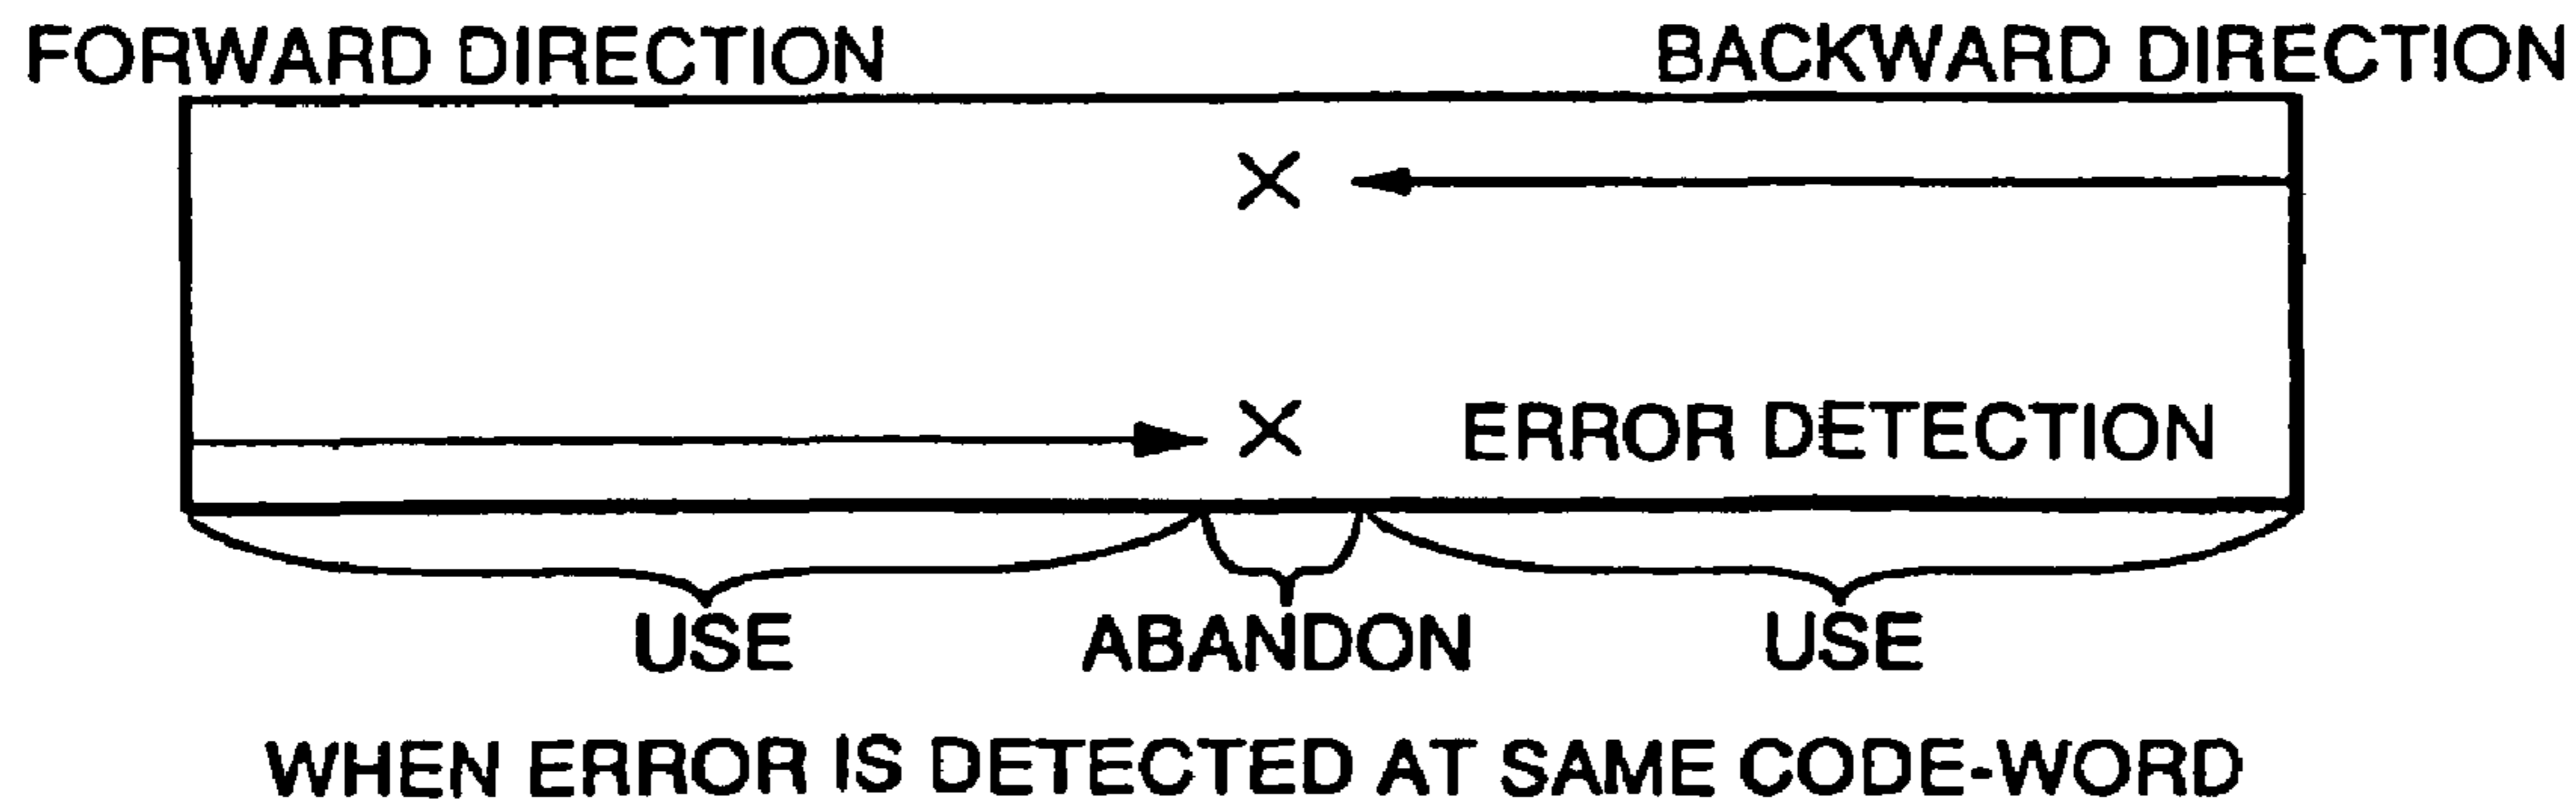 FORWARD DIRECTION BACKWARD DIRECTION
ERROR DETECTION
USE ABANDON USE
WHEN ERROR IS DETECTED AT SAME CODE-WORD